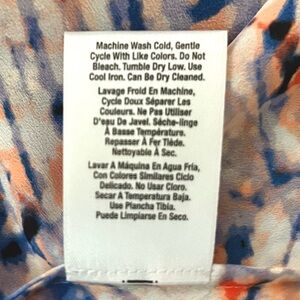 Machine Wash Cold, Gentle
Cycle With Like Colors. Do Not
Bleach. Tumble Dry Low. Use
Cool Iron. Can Be Dry Cleaned.
Lavage Froid En Machine,
Cycle Doux Séparer Les
Couleurs. Ne Pas Utiliser
D'eau De Javel. Sèche-linge
À Basse Température.
Repasser À Fer Tiède.
Nettoyable À Sec.
Lavar A Máquina En Agua Fría,
Con Colores Similares Ciclo
Delicado. No Usar Cloro.
Secar A Temperatura Baja.
Use Plancha Tibia.
Puede Limpiarse En Seco.